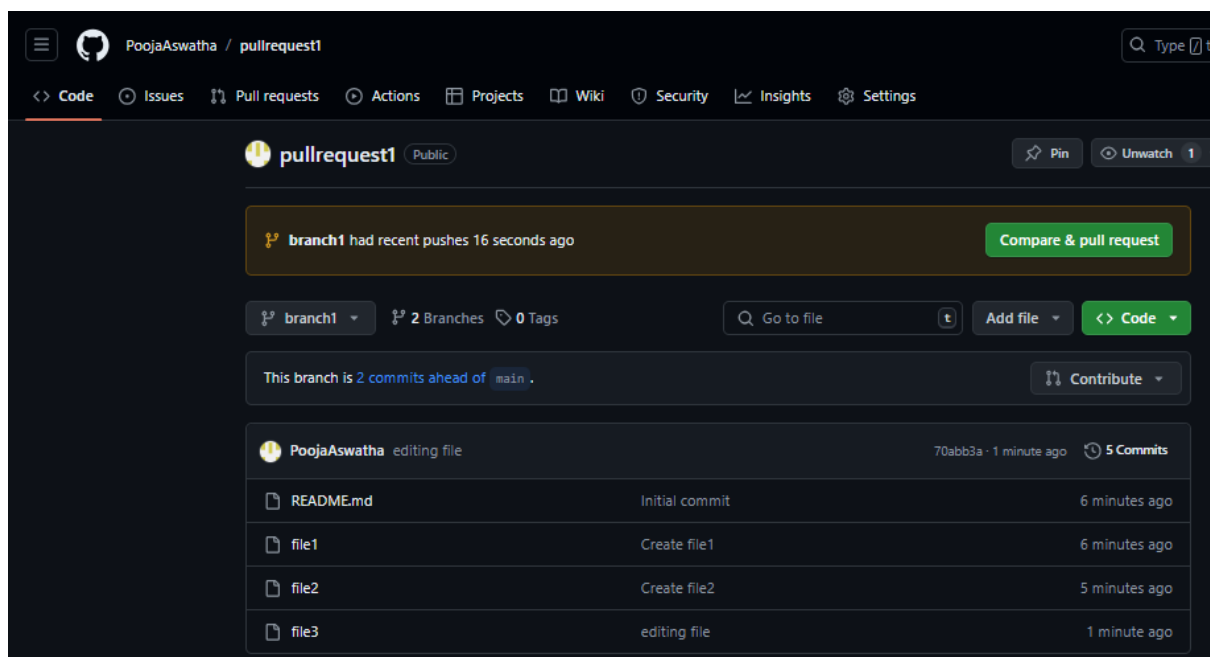 PoojaAswatha / pullrequest1
Type / t
Code Issues Pull requests Actions Projects Wiki Security Insights Settings
pullrequest1 Public Pin Unwatch 1
branch1 had recent pushes 16 seconds ago Compare & pull request
branch1 2 Branches 0 Tags Go to file t Add file Code
This branch is 2 commits ahead of main . Contribute
PoojaAswatha editing file 70abb3a · 1 minute ago 5 Commits
README.md Initial commit 6 minutes ago
file1 Create file1 6 minutes ago
file2 Create file2 5 minutes ago
file3 editing file 1 minute ago